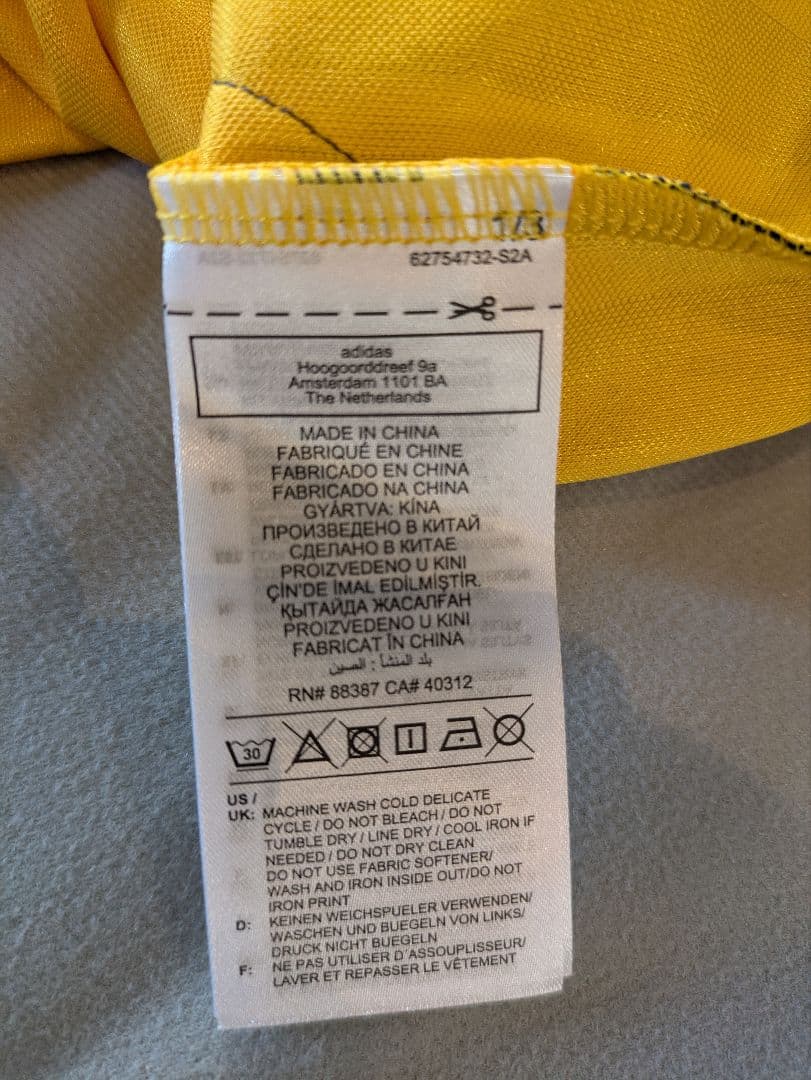 1/3
62754732-S2A
adidas
Hoogoorddreef 9a
Amsterdam 1101 BA
The Netherlands
MADE IN CHINA
FABRIQUÉ EN CHINE
FABRICADO EN CHINA
FABRICADO NA CHINA
GYÁRTVA: KÍNA
ПРОИЗВЕДЕНО В КИТАЙ
СДЕЛАНО В КИТАЕ
PROIZVEDENO U KINI
ÇİN'DE İMAL EDİLMİŞTİR.
ҚЫТАЙДА ЖАСАЛҒАН
PROIZVEDENO U KINI
FABRICAT ÎN CHINA
بلد المنشأ : الصين
RN# 88387 CA# 40312
30
US /
UK: MACHINE WASH COLD DELICATE
CYCLE / DO NOT BLEACH / DO NOT
TUMBLE DRY / LINE DRY / COOL IRON IF
NEEDED / DO NOT DRY CLEAN
DO NOT USE FABRIC SOFTENER/
WASH AND IRON INSIDE OUT/DO NOT
IRON PRINT
D: KEINEN WEICHSPUELER VERWENDEN/
WASCHEN UND BUEGELN VON LINKS/
DRUCK NICHT BUEGELN
F: NE PAS UTILISER D'ASSOUPLISSEUR/
LAVER ET REPASSER LE VÊTEMENT